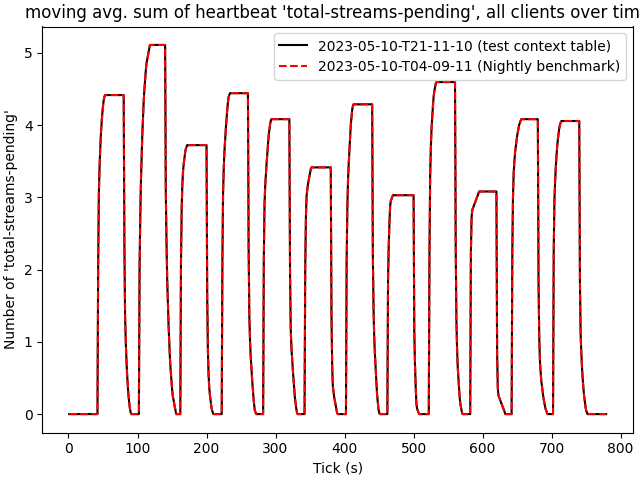 moving avg. sum of heartbeat 'total-streams-pending', all clients over tim
2023-05-10-T21-11-10 (test context table)
2023-05-10-T04-09-11 (Nightly benchmark)
Number of 'total-streams-pending'
5
4
3
2
1
0
0 100 200 300 400 500 600 700 800
Tick (s)